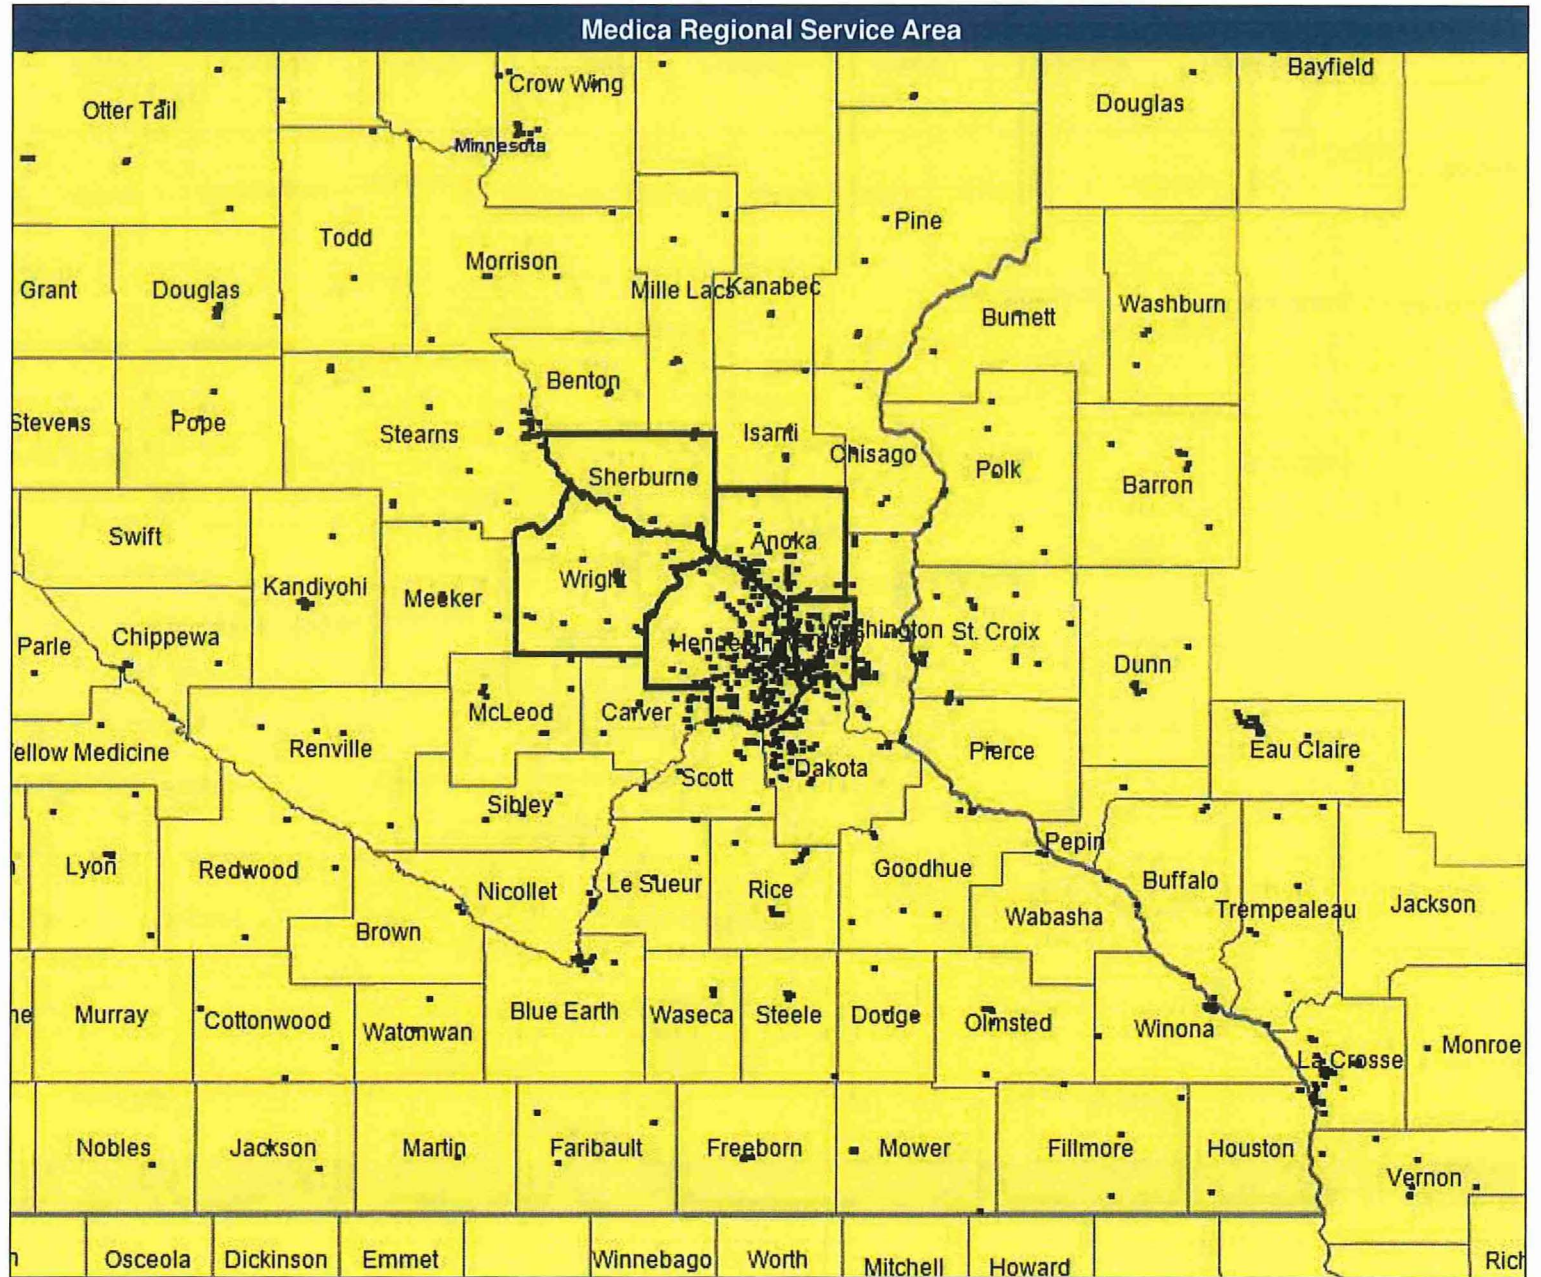 Medica Regional Service Area
Bayfield
Crow Wing
Douglas
Otter Tail
Minnesota
Pine
Todd
Morrison
Grant
Douglas
Mille Lacs
Kanabec
Washburn
Burnett
Benton
Stevens
Pope
Stearns
Isanti
Chisago
Polk
Sherburne
Barron
Swift
Anoka
Wright
Kandiyohi
Meeker
Parle
Chippewa
Hennepin
Washington
St. Croix
Dunn
McLeod
Carver
ellow Medicine
Renville
Pierce
Eau Claire
Scott
Dakota
Sibley
Pepin
Lyon
Redwood
Goodhue
Nicollet
Le Sueur
Rice
Buffalo
Trempealeau
Jackson
Wabasha
Brown
ne
Murray
Cottonwood
Watonwan
Blue Earth
Waseca
Steele
Dodge
Olmsted
Winona
La Crosse
Monroe
Nobles
Jackson
Martin
Faribault
Freeborn
Mower
Fillmore
Houston
Vernon
Osceola
Dickinson
Emmet
Winnebago
Worth
Mitchell
Howard
Rich